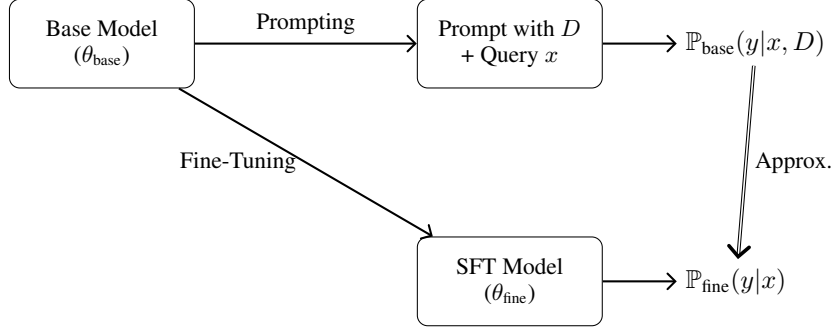 Base Model
(θ_base)
Prompting
Prompt with D
+ Query x
ℙ_base(y|x, D)
Fine-Tuning
Approx.
SFT Model
(θ_fine)
ℙ_fine(y|x)